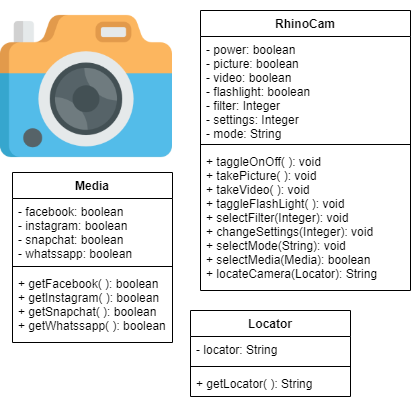 RhinoCam
- power: boolean
- picture: boolean
- video: boolean
- flashlight: boolean
- filter: Integer
- settings: Integer
- mode: String
+ taggleOnOff( ): void
+ takePicture( ): void
+ takeVideo( ): void
+ taggleFlashLight( ): void
+ selectFilter(Integer): void
+ changeSettings(Integer): void
+ selectMode(String): void
+ selectMedia(Media): boolean
+ locateCamera(Locator): String
Media
- facebook: boolean
- instagram: boolean
- snapchat: boolean
- whatssapp: boolean
+ getFacebook( ): boolean
+ getInstagram( ): boolean
+ getSnapchat( ): boolean
+ getWhatssapp( ): boolean
Locator
- locator: String
+ getLocator( ): String